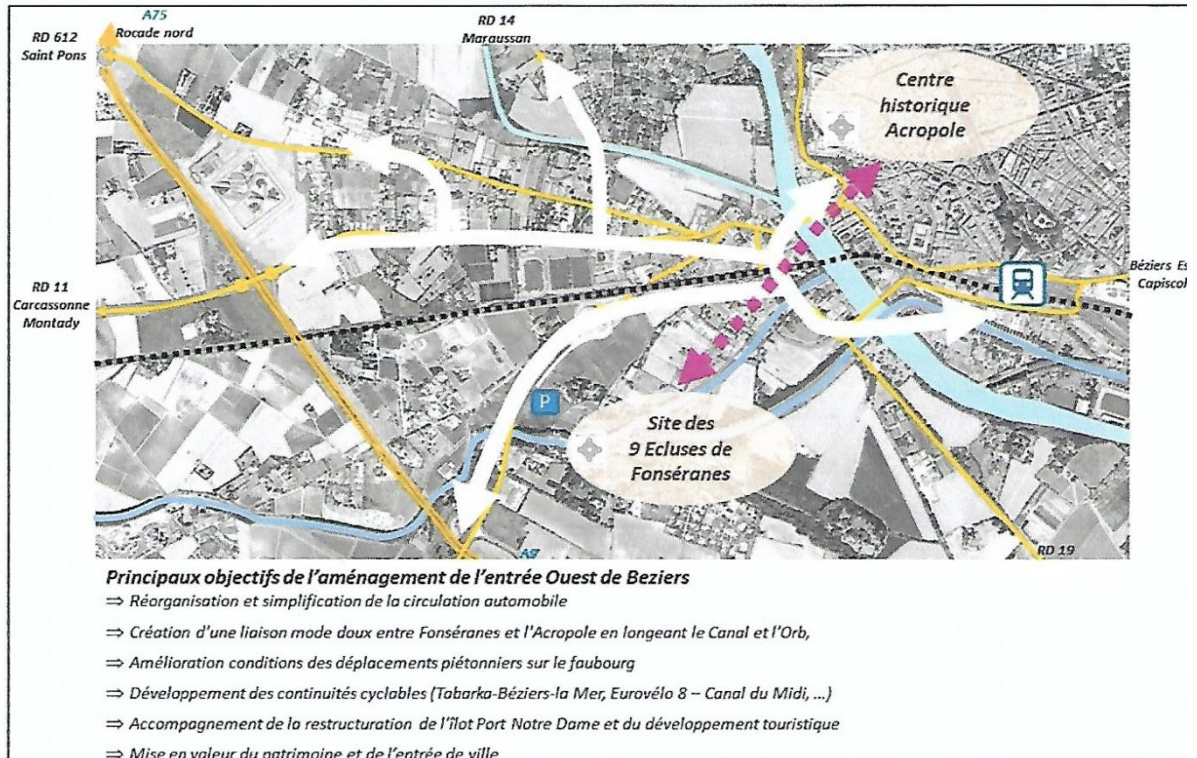 A75
Rocade nord
RD 14
Maraussan
RD 612
Saint Pons
Centre
historique
Acropole
RD 11
Carcassonne
Montady
Béziers Es
Capiscol
P
Site des
9 Ecluses de
Fonséranes
A9
RD 19
Principaux objectifs de l'aménagement de l'entrée Ouest de Beziers
⇒ Réorganisation et simplification de la circulation automobile
⇒ Création d'une liaison mode doux entre Fonséranes et l'Acropole en longeant le Canal et l'Orb,
⇒ Amélioration conditions des déplacements piétonniers sur le faubourg
⇒ Développement des continuités cyclables (Tabarka-Béziers-la Mer, Eurovélo 8 – Canal du Midi, ...)
⇒ Accompagnement de la restructuration de l'îlot Port Notre Dame et du développement touristique
⇒ Mise en valeur du patrimoine et de l'entrée de ville